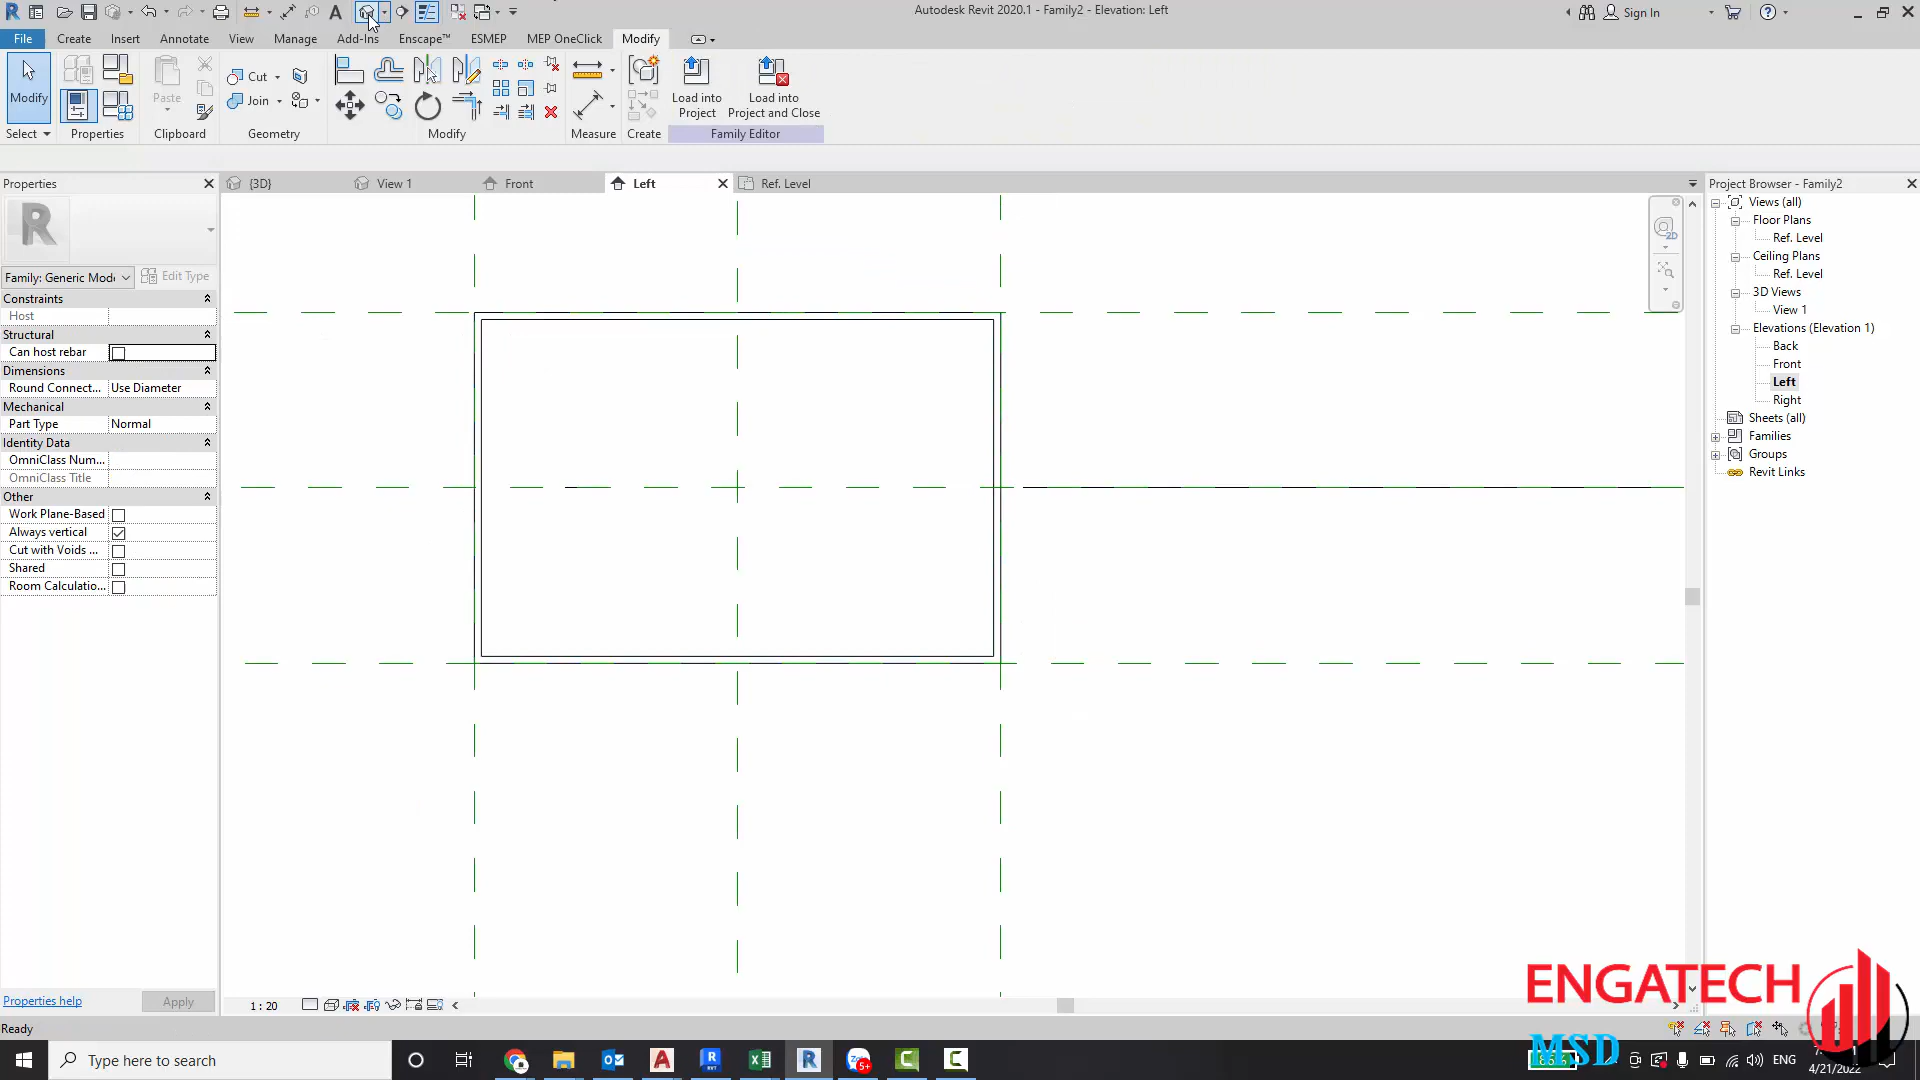 Autodesk Revit 2020.1 - Family2 - Elevation: Left
Sign In
File
Create
Insert
Annotate
View
Manage
Add-Ins
Enscape™
ESMEP
MEP OneClick
Modify
Modify
Paste
Cut
Join
Load into
Project
Load into
Project and Close
Select
Properties
Clipboard
Geometry
Modify
Measure
Create
Family Editor
Properties
{3D}
View 1
Front
Left
Ref. Level
Project Browser - Family2
Family: Generic Mod
Edit Type
Constraints
Host
Structural
Can host rebar
Dimensions
Round Connect...
Use Diameter
Mechanical
Part Type
Normal
Identity Data
OmniClass Num...
OmniClass Title
Other
Work Plane-Based
Always vertical
Cut with Voids ...
Shared
Room Calculatio...
Properties help
Apply
Views (all)
Floor Plans
Ref. Level
Ceiling Plans
Ref. Level
3D Views
View 1
Elevations (Elevation 1)
Back
Front
Left
Right
Sheets (all)
Families
Groups
Revit Links
2D
1 : 20
Ready
ENGATECH
MSD
Type here to search
ENG
4/21/2022